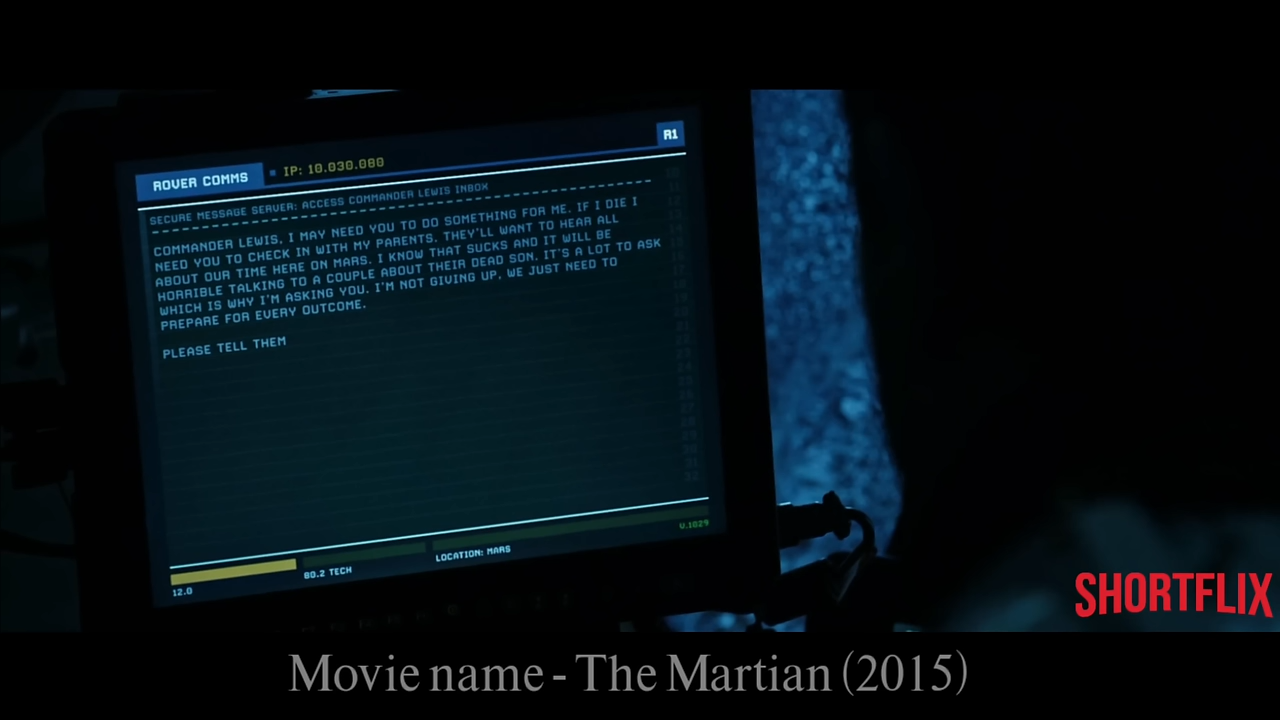 R1
ROVER COMMS
IP: 10.030.080
SECURE MESSAGE SERVER: ACCESS COMMANDER LEWIS INBOX
COMMANDER LEWIS, I MAY NEED YOU TO DO SOMETHING FOR ME. IF I DIE I
NEED YOU TO CHECK IN WITH MY PARENTS. THEY'LL WANT TO HEAR ALL
ABOUT OUR TIME HERE ON MARS. I KNOW THAT SUCKS AND IT WILL BE
HORRIBLE TALKING TO A COUPLE ABOUT THEIR DEAD SON. IT'S A LOT TO ASK
WHICH IS WHY I'M ASKING YOU. I'M NOT GIVING UP, WE JUST NEED TO
PREPARE FOR EVERY OUTCOME.
PLEASE TELL THEM
V.1029
LOCATION: MARS
80.2 TECH
12.0
SHORTFLIX
Movie name - The Martian (2015)